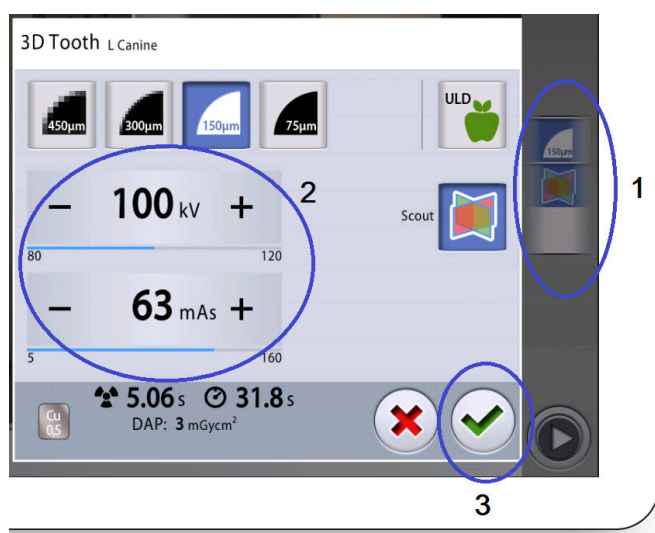 3D Tooth L Canine
450µm 300µm 150µm 75µm ULD
150µm
1
− 100 kV + 2
Scout
80 120
− 63 mAs +
5 160
5.06 s 31.8 s
Cu
0,5
DAP: 3 mGycm²
3